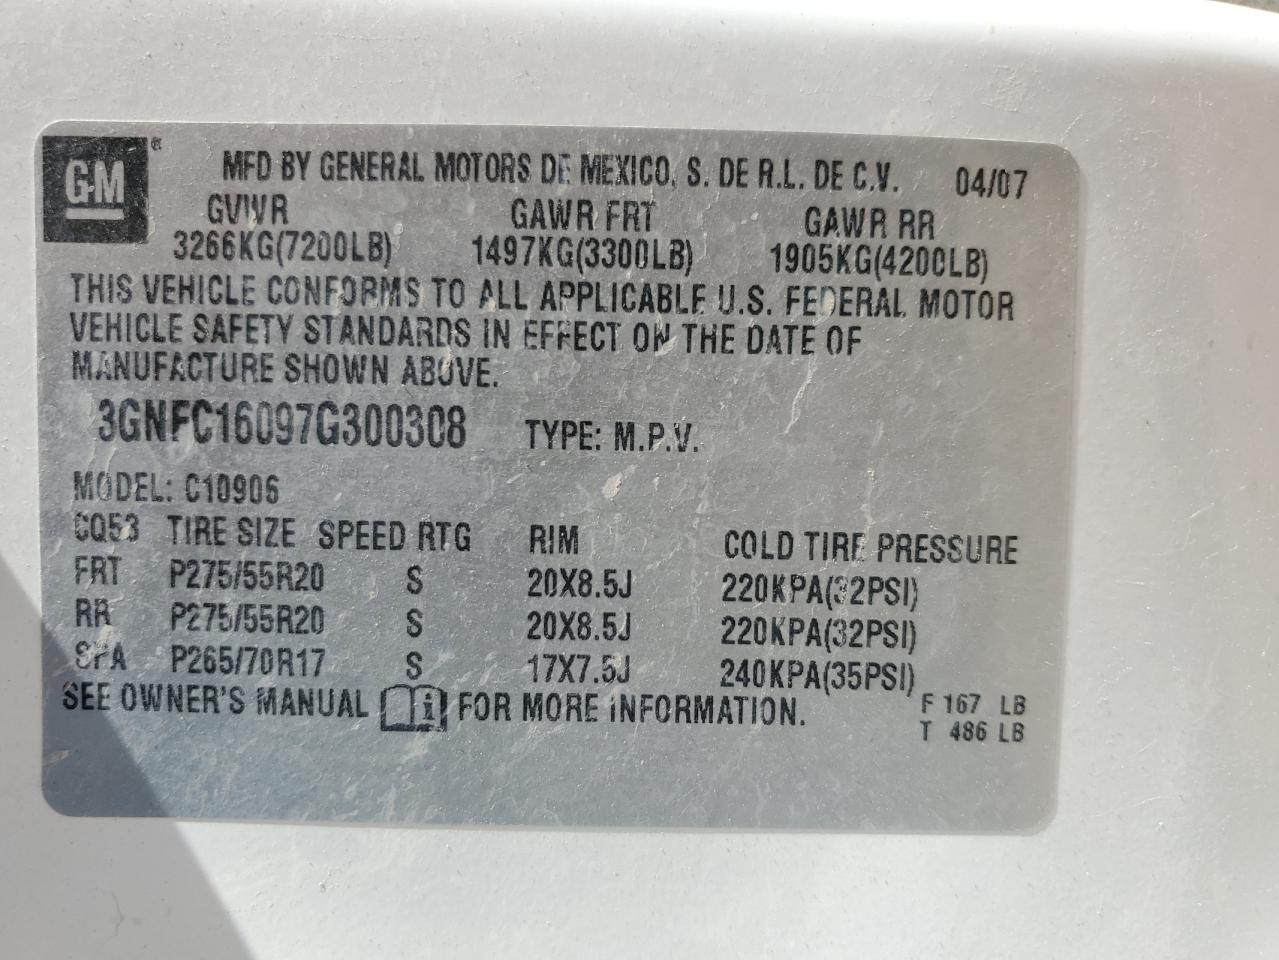 GM ®
MFD BY GENERAL MOTORS DE MEXICO, S. DE R.L. DE C.V. 04/07
GVWR GAWR FRT GAWR RR
3266KG(7200LB) 1497KG(3300LB) 1905KG(4200LB)
THIS VEHICLE CONFORMS TO ALL APPLICABLE U.S. FEDERAL MOTOR
VEHICLE SAFETY STANDARDS IN EFFECT ON THE DATE OF
MANUFACTURE SHOWN ABOVE.
3GNFC16097G300308 TYPE: M.P.V.
MODEL: C10906
CQ53 TIRE SIZE SPEED RTG RIM COLD TIRE PRESSURE
FRT P275/55R20 S 20X8.5J 220KPA(32PSI)
RR P275/55R20 S 20X8.5J 220KPA(32PSI)
SPA P265/70R17 S 17X7.5J 240KPA(35PSI)
SEE OWNER'S MANUAL i FOR MORE INFORMATION. F 167 LB
T 486 LB